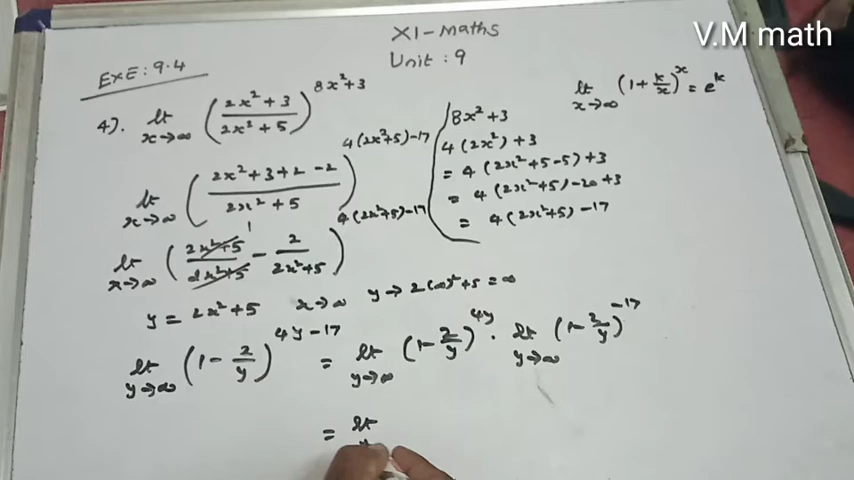 V.M math
XI - Maths
Unit : 9
EXE : 9.4
4). lt x→∞ ((2x²+3)/(2x²+5))^(8x²+3)
lt x→∞ (1+k/x)^x = e^k
lt x→∞ ((2x²+3+2-2)/(2x²+5))^(4(2x²+5)-17)
8x²+3
4(2x²)+3
= 4(2x²+5-5)+3
= 4(2x²+5)-20+3
= 4(2x²+5)-17
lt x→∞ ((2x²+5)/(2x²+5) 1 - 2/(2x²+5))^(4(2x²+5)-17)
y = 2x²+5 x→∞ y→2(∞)²+5=∞
lt y→∞ (1-2/y)^(4y-17) = lt y→∞ (1-2/y)^(4y) . lt y→∞ (1-2/y)^(-17)
= lt